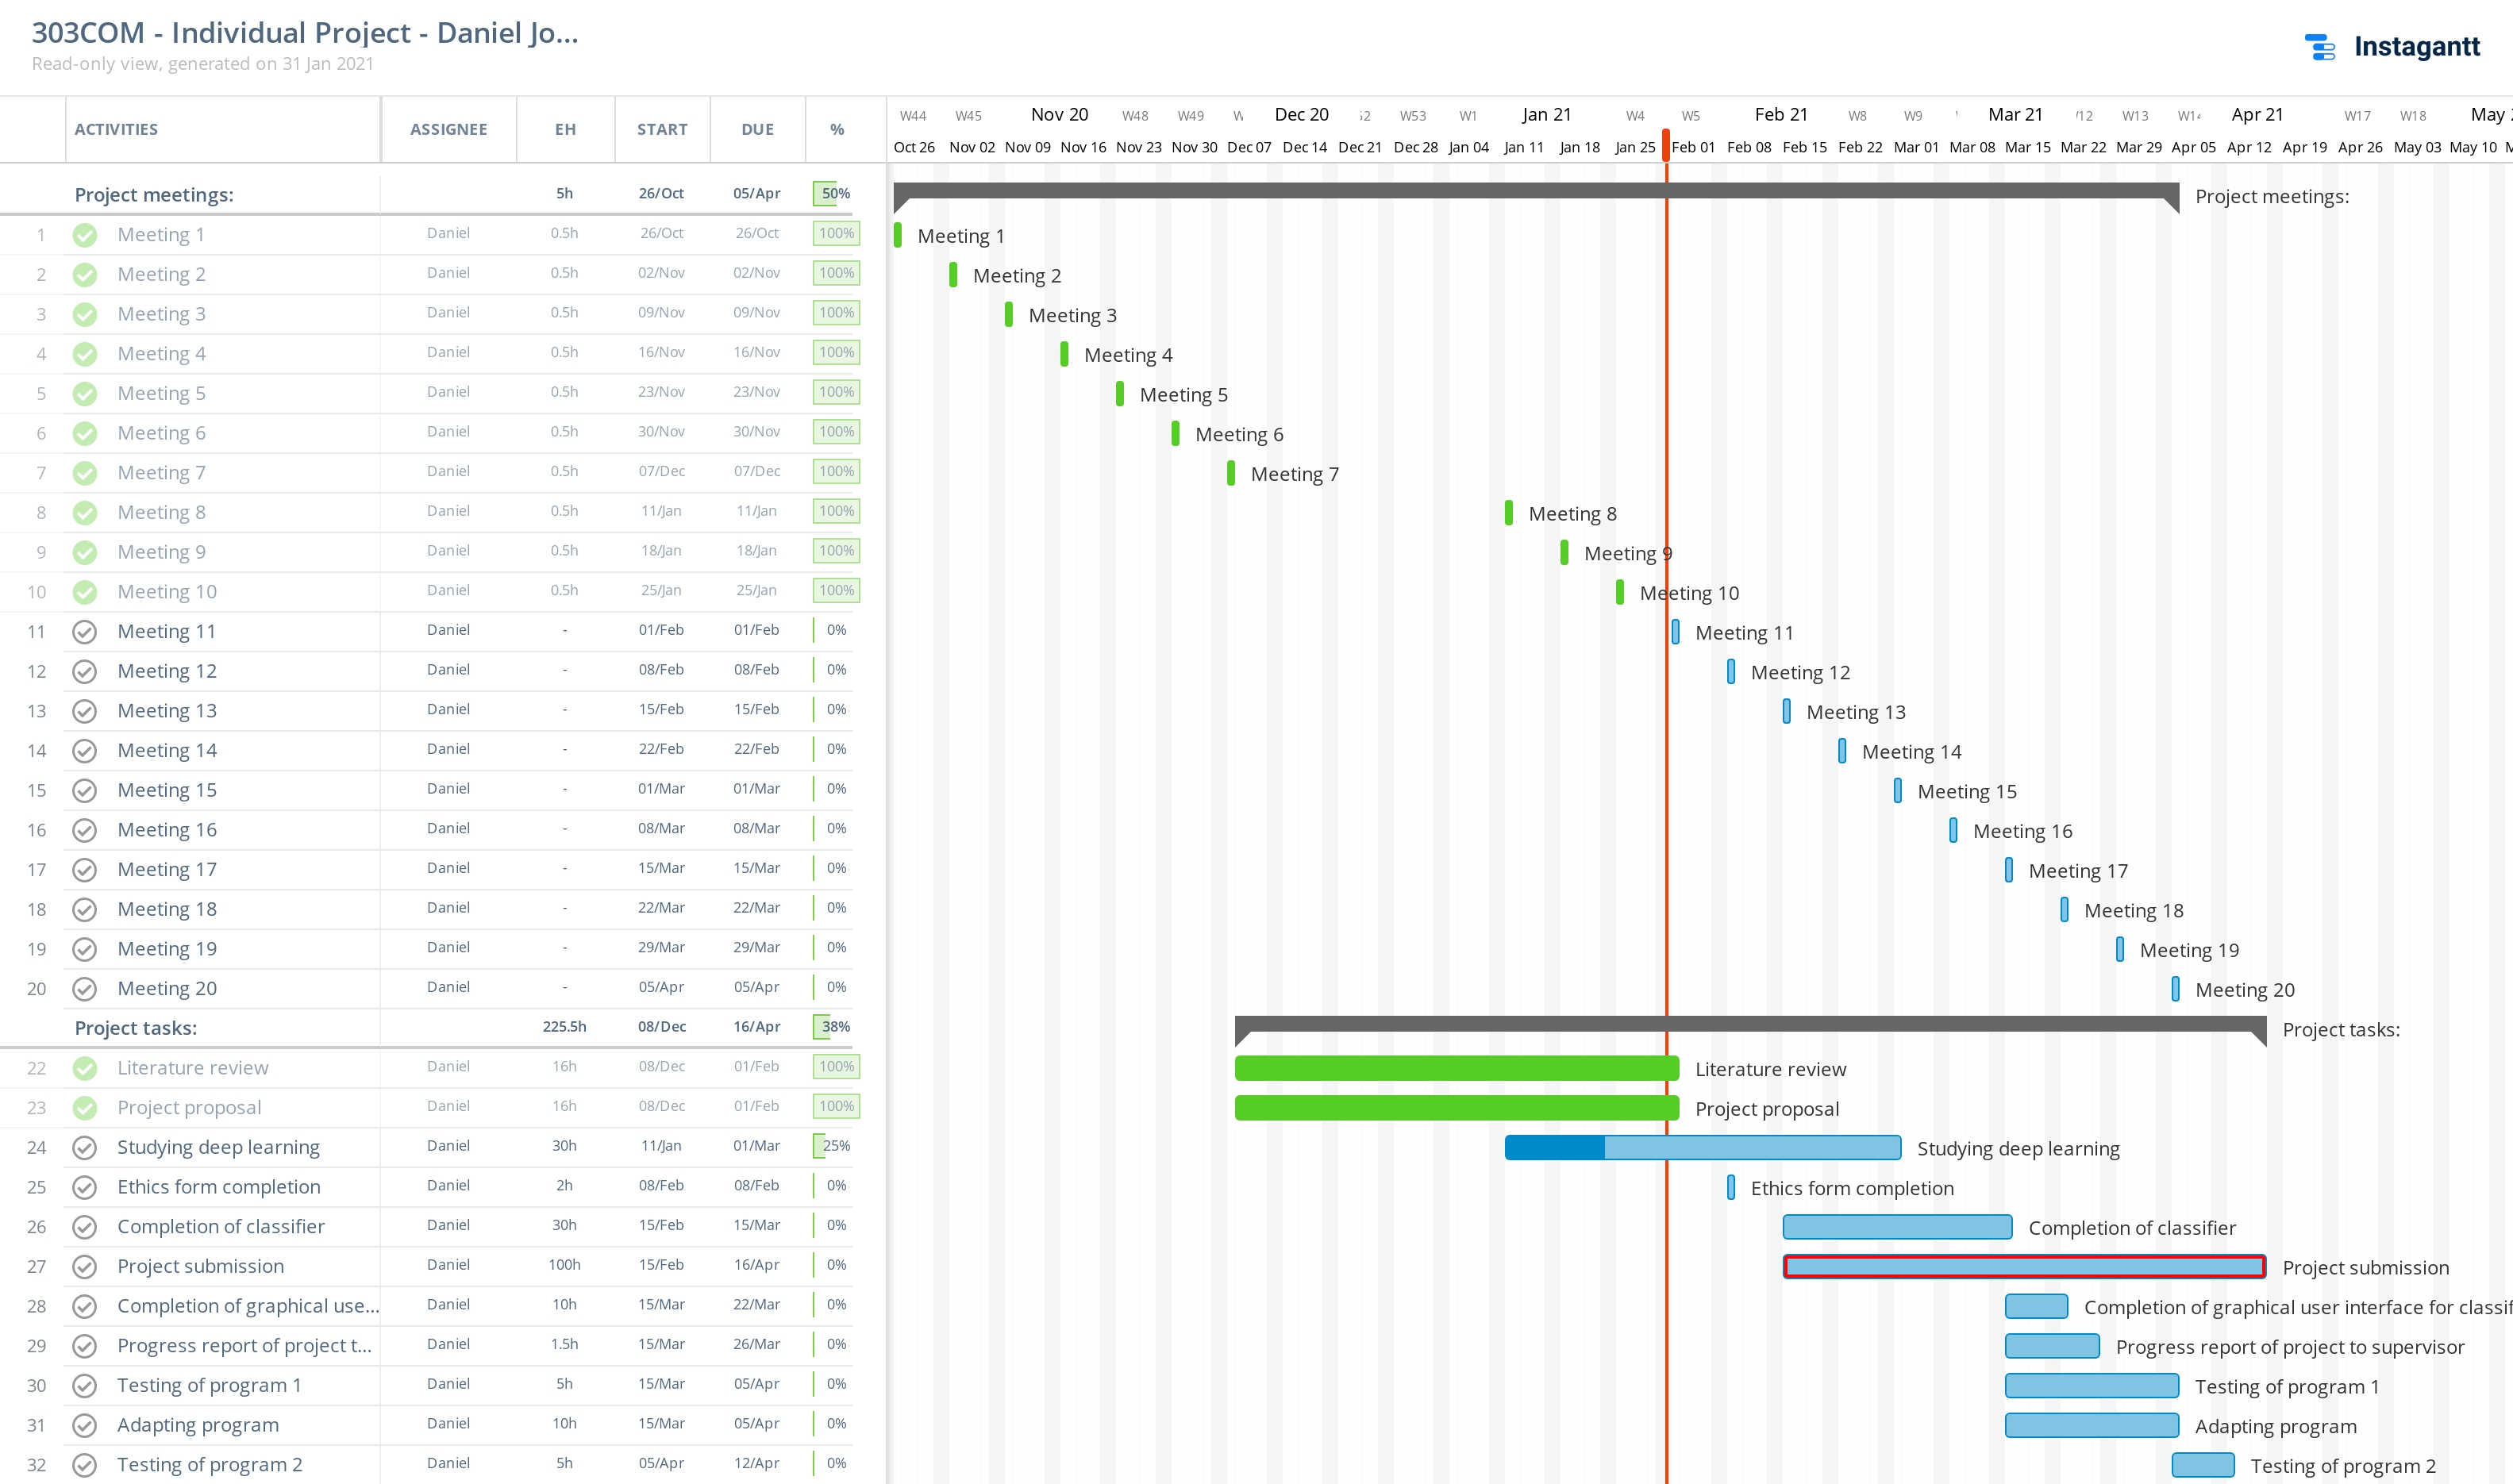 303COM - Individual Project - Daniel Jo...
Read-only view, generated on 31 Jan 2021
Instagantt
ACTIVITIES ASSIGNEE EH START DUE %
W44 W45 Nov 20 W48 W49 W Dec 20 W53 W1 Jan 21 W4 W5 Feb 21 W8 W9 Mar 21 W13 W14 Apr 21 W17 W18 May
Oct 26 Nov 02 Nov 09 Nov 16 Nov 23 Nov 30 Dec 07 Dec 14 Dec 21 Dec 28 Jan 04 Jan 11 Jan 18 Jan 25 Feb 01 Feb 08 Feb 15 Feb 22 Mar 01 Mar 08 Mar 15 Mar 22 Mar 29 Apr 05 Apr 12 Apr 19 Apr 26 May 03 May 10
Project meetings: 5h 26/Oct 05/Apr 50% Project meetings:
1 Meeting 1 Daniel 0.5h 26/Oct 26/Oct 100% Meeting 1
2 Meeting 2 Daniel 0.5h 02/Nov 02/Nov 100% Meeting 2
3 Meeting 3 Daniel 0.5h 09/Nov 09/Nov 100% Meeting 3
4 Meeting 4 Daniel 0.5h 16/Nov 16/Nov 100% Meeting 4
5 Meeting 5 Daniel 0.5h 23/Nov 23/Nov 100% Meeting 5
6 Meeting 6 Daniel 0.5h 30/Nov 30/Nov 100% Meeting 6
7 Meeting 7 Daniel 0.5h 07/Dec 07/Dec 100% Meeting 7
8 Meeting 8 Daniel 0.5h 11/Jan 11/Jan 100% Meeting 8
9 Meeting 9 Daniel 0.5h 18/Jan 18/Jan 100% Meeting 9
10 Meeting 10 Daniel 0.5h 25/Jan 25/Jan 100% Meeting 10
11 Meeting 11 Daniel - 01/Feb 01/Feb 0% Meeting 11
12 Meeting 12 Daniel - 08/Feb 08/Feb 0% Meeting 12
13 Meeting 13 Daniel - 15/Feb 15/Feb 0% Meeting 13
14 Meeting 14 Daniel - 22/Feb 22/Feb 0% Meeting 14
15 Meeting 15 Daniel - 01/Mar 01/Mar 0% Meeting 15
16 Meeting 16 Daniel - 08/Mar 08/Mar 0% Meeting 16
17 Meeting 17 Daniel - 15/Mar 15/Mar 0% Meeting 17
18 Meeting 18 Daniel - 22/Mar 22/Mar 0% Meeting 18
19 Meeting 19 Daniel - 29/Mar 29/Mar 0% Meeting 19
20 Meeting 20 Daniel - 05/Apr 05/Apr 0% Meeting 20
Project tasks: 225.5h 08/Dec 16/Apr 38% Project tasks:
22 Literature review Daniel 16h 08/Dec 01/Feb 100% Literature review
23 Project proposal Daniel 16h 08/Dec 01/Feb 100% Project proposal
24 Studying deep learning Daniel 30h 11/Jan 01/Mar 25% Studying deep learning
25 Ethics form completion Daniel 2h 08/Feb 08/Feb 0% Ethics form completion
26 Completion of classifier Daniel 30h 15/Feb 15/Mar 0% Completion of classifier
27 Project submission Daniel 100h 15/Feb 16/Apr 0% Project submission
28 Completion of graphical use... Daniel 10h 15/Mar 22/Mar 0% Completion of graphical user interface for classif
29 Progress report of project t... Daniel 1.5h 15/Mar 26/Mar 0% Progress report of project to supervisor
30 Testing of program 1 Daniel 5h 15/Mar 05/Apr 0% Testing of program 1
31 Adapting program Daniel 10h 15/Mar 05/Apr 0% Adapting program
32 Testing of program 2 Daniel 5h 05/Apr 12/Apr 0% Testing of program 2